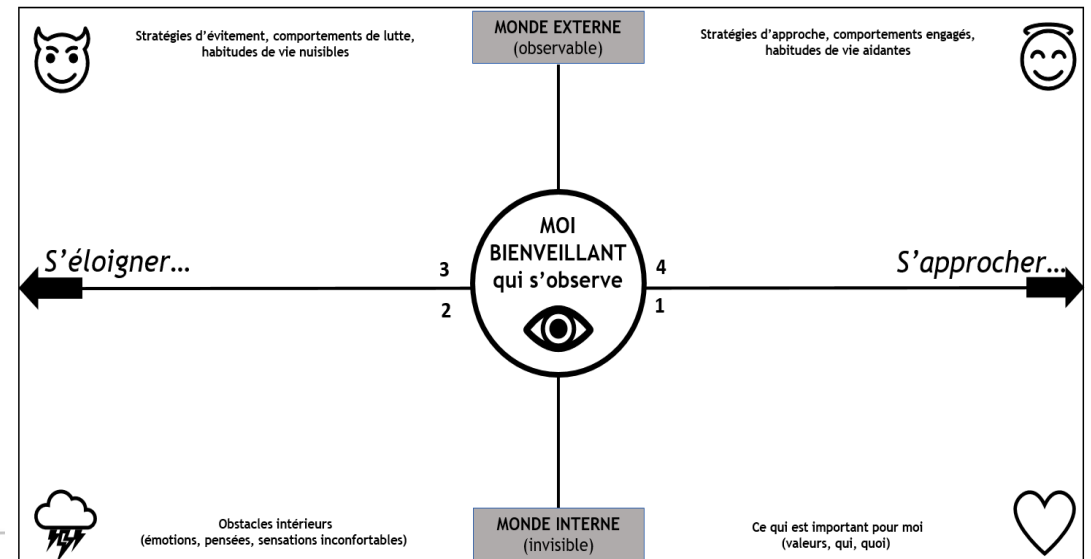 Stratégies d'évitement, comportements de lutte,
habitudes de vie nuisibles
MONDE EXTERNE
(observable)
Stratégies d'approche, comportements engagés,
habitudes de vie aidantes
MOI
BIENVEILLANT
qui s'observe
S'éloigner...
3
4
S'approcher...
2
1
Obstacles intérieurs
(émotions, pensées, sensations inconfortables)
MONDE INTERNE
(invisible)
Ce qui est important pour moi
(valeurs, qui, quoi)